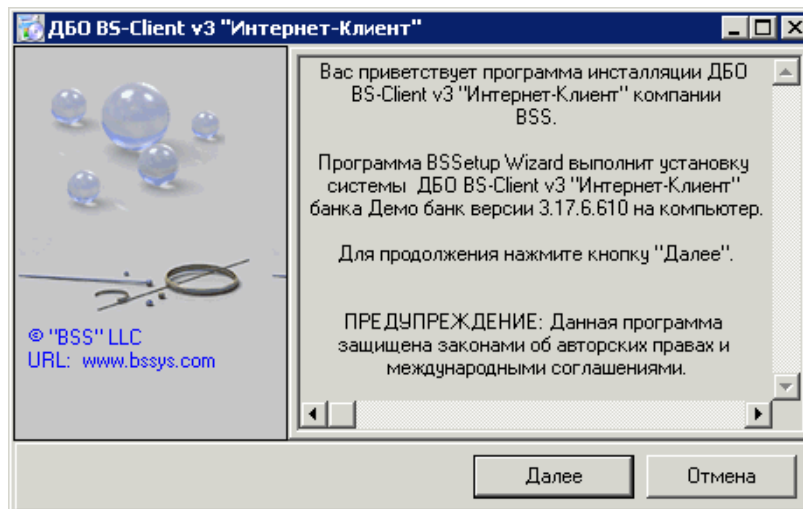 ДБО BS-Client v3 "Интернет-Клиент"
Вас приветствует программа инсталляции ДБО
BS-Client v3 "Интернет-Клиент" компании
BSS.
Программа BSSetup Wizard выполнит установку
системы ДБО BS-Client v3 "Интернет-Клиент"
банка Демо банк версии 3.17.6.610 на компьютер.
Для продолжения нажмите кнопку "Далее".
ПРЕДУПРЕЖДЕНИЕ: Данная программа
защищена законами об авторских правах и
международными соглашениями.
© "BSS" LLC
URL: www.bssys.com
Далее
Отмена